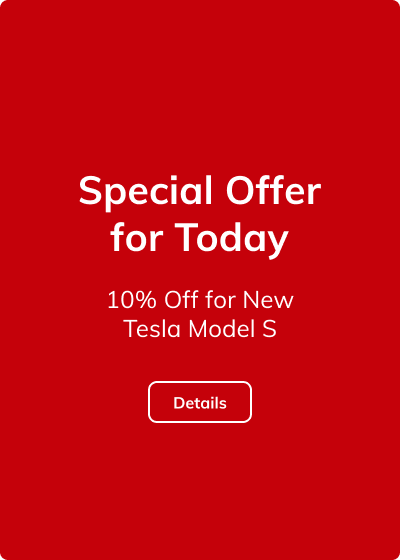 Special Offer
for Today
10% Off for New
Tesla Model S
Details